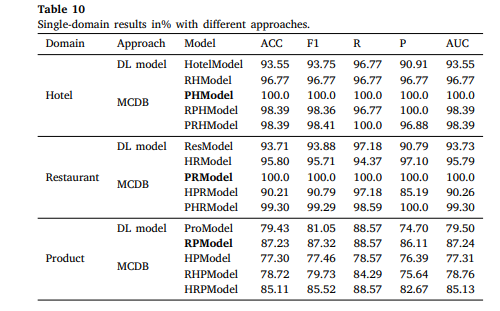 Table 10
Single-domain results in% with different approaches.
Domain Approach Model ACC F1 R P AUC
DL model HotelModel 93.55 93.75 96.77 90.91 93.55
RHModel 96.77 96.77 96.77 96.77 96.77
Hotel MCDB PHModel 100.0 100.0 100.0 100.0 100.0
RPHModel 98.39 98.36 96.77 100.0 98.39
PRHModel 98.39 98.41 100.0 96.88 98.39
DL model ResModel 93.71 93.88 97.18 90.79 93.73
HRModel 95.80 95.71 94.37 97.10 95.79
Restaurant MCDB PRModel 100.0 100.0 100.0 100.0 100.0
HPRModel 90.21 90.79 97.18 85.19 90.26
PHRModel 99.30 99.29 98.59 100.0 99.30
DL model ProModel 79.43 81.05 88.57 74.70 79.50
RPModel 87.23 87.32 88.57 86.11 87.24
Product MCDB HPModel 77.30 77.46 78.57 76.39 77.31
RHPModel 78.72 79.73 84.29 75.64 78.76
HRPModel 85.11 85.52 88.57 82.67 85.13